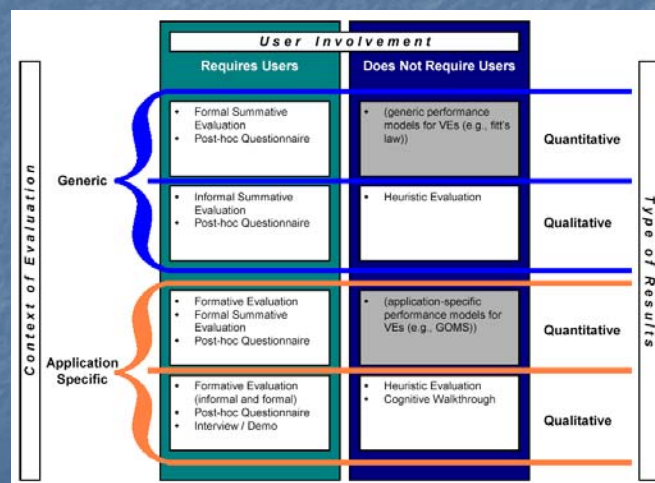 User Involvement
Requires Users
Does Not Require Users
Context of Evaluation
Type of Results
Generic
• Formal Summative
Evaluation
• Post-hoc Questionnaire
• (generic performance
models for VEs (e.g., fitt's
law))
Quantitative
• Informal Summative
Evaluation
• Post-hoc Questionnaire
• Heuristic Evaluation
Qualitative
Application
Specific
• Formative Evaluation
• Formal Summative
Evaluation
• Post-hoc Questionnaire
• (application-specific
performance models for
VEs (e.g., GOMS))
Quantitative
• Formative Evaluation
(informal and formal)
• Post-hoc Questionnaire
• Interview / Demo
• Heuristic Evaluation
• Cognitive Walkthrough
Qualitative